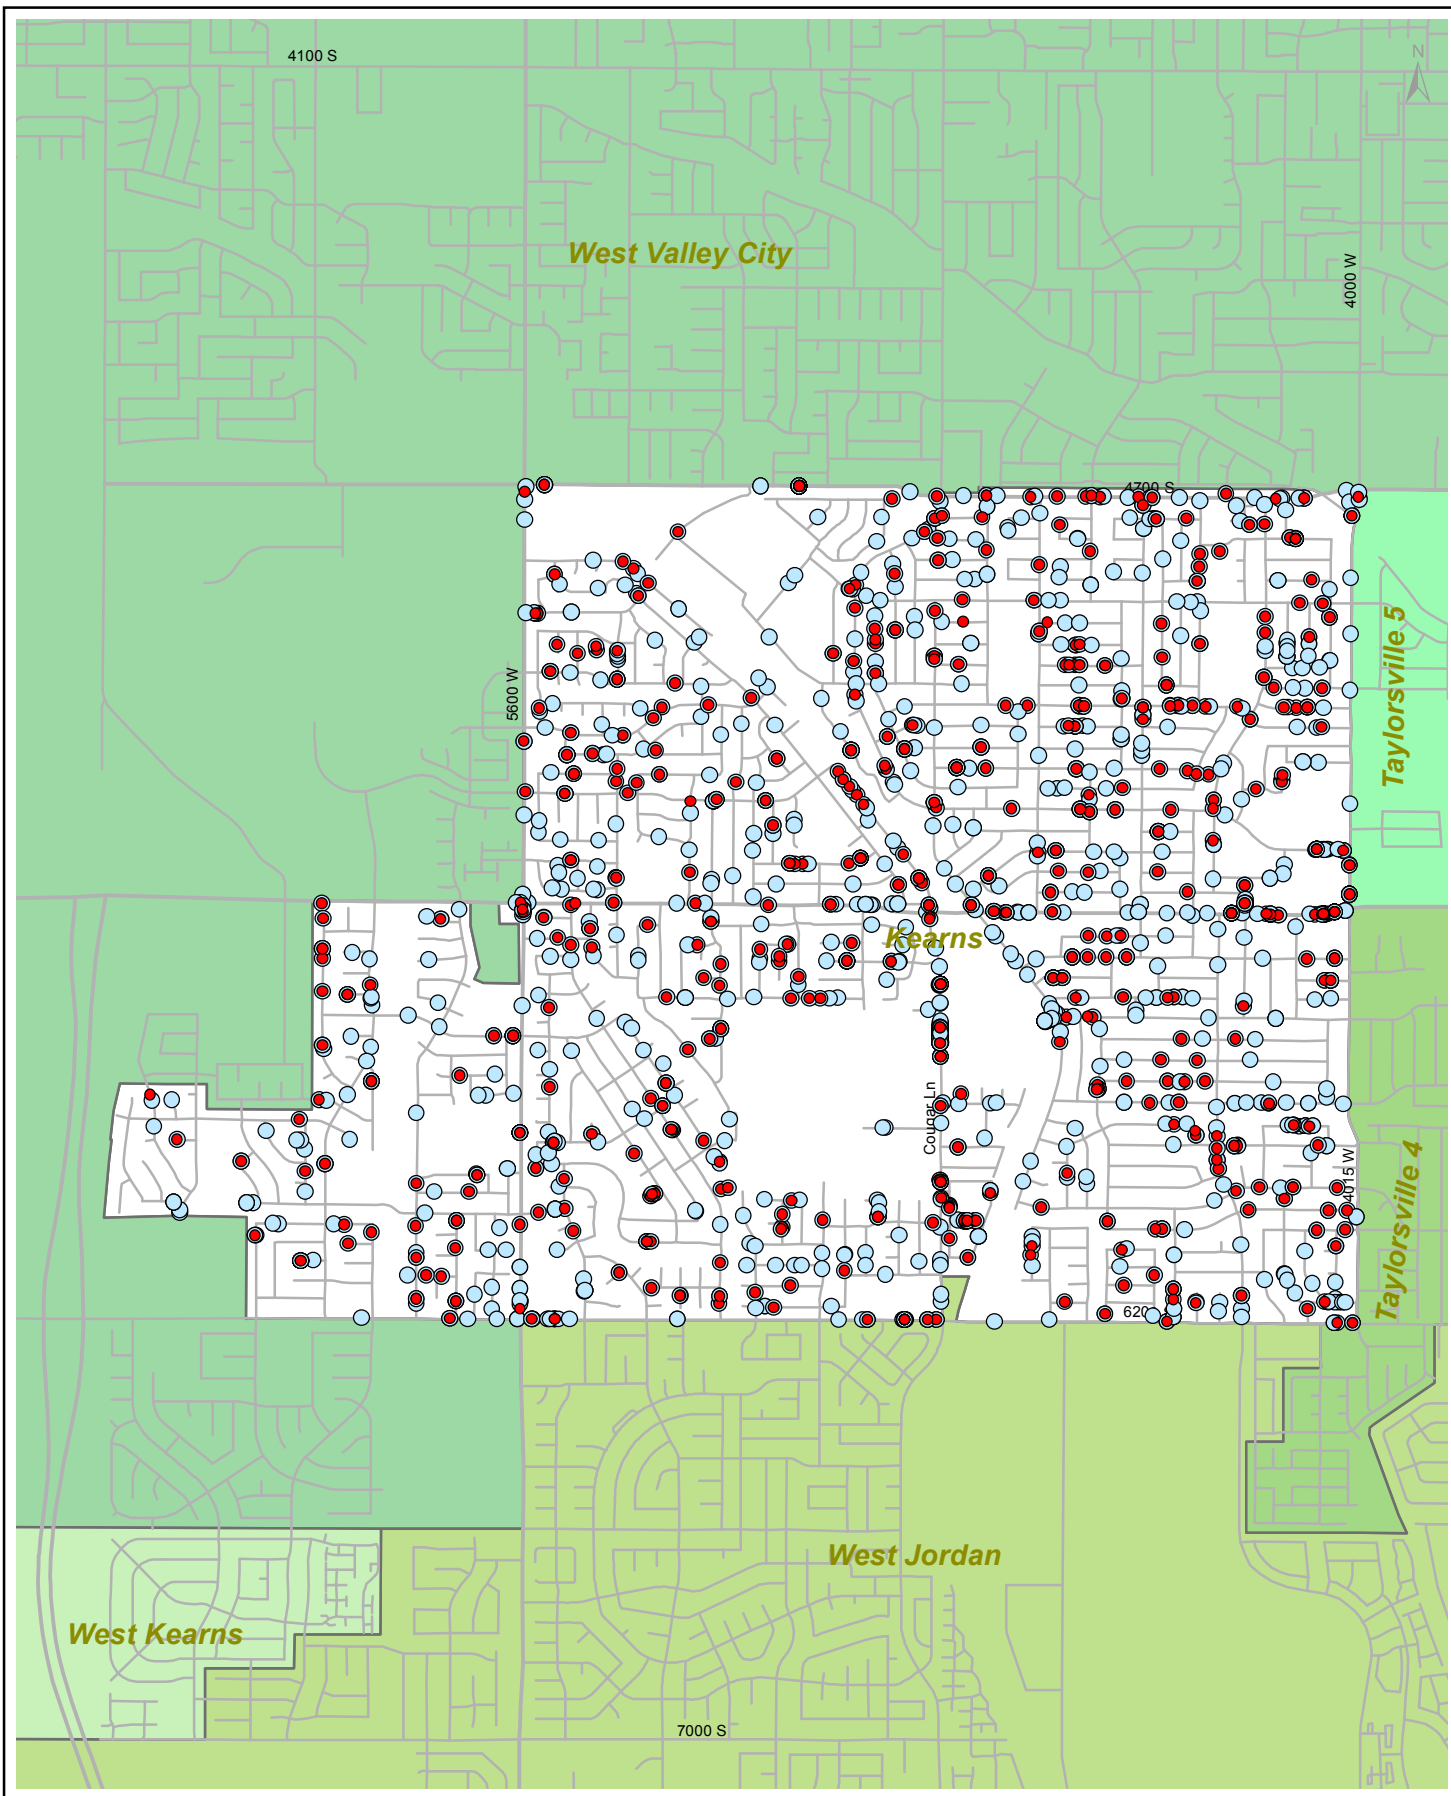 4100 S
N
West Valley City
4000 W
4700 S
Taylorsville 5
5600 W
Kearns
Cougar Ln
4015 W
Taylorsville 4
West Jordan
West Kearns
7000 S